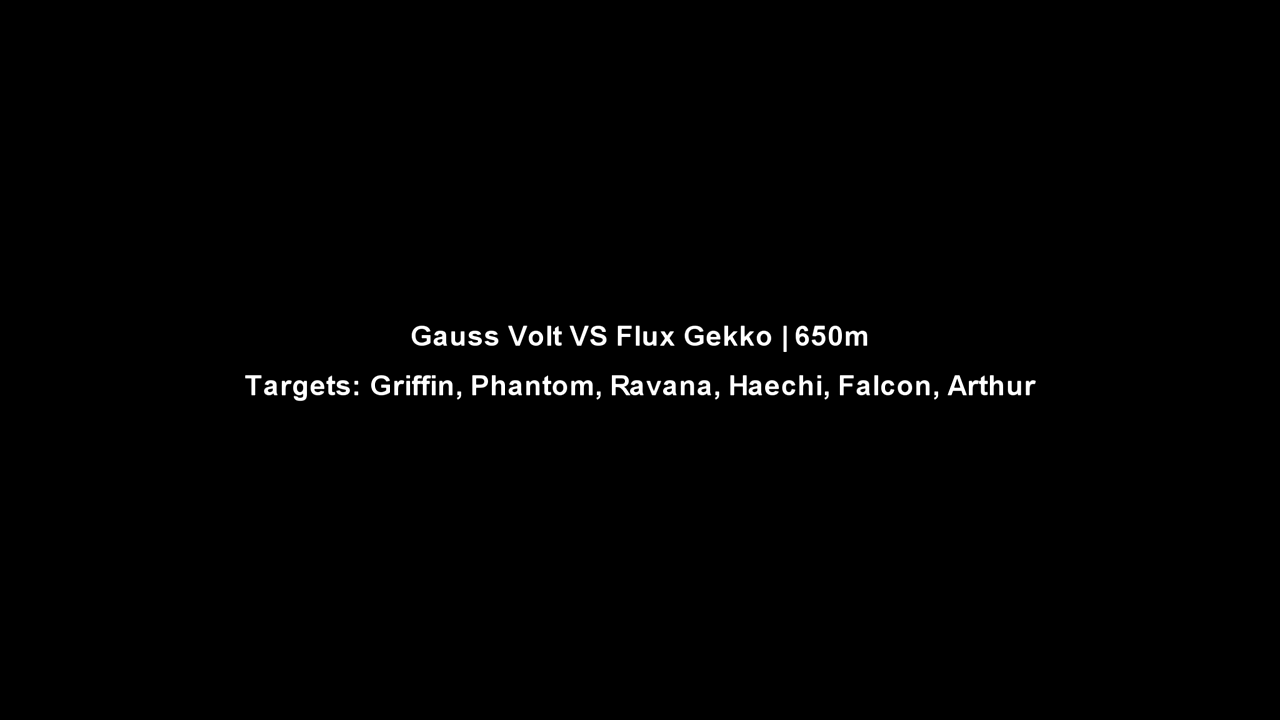 Gauss Volt VS Flux Gekko | 650m
Targets: Griffin, Phantom, Ravana, Haechi, Falcon, Arthur